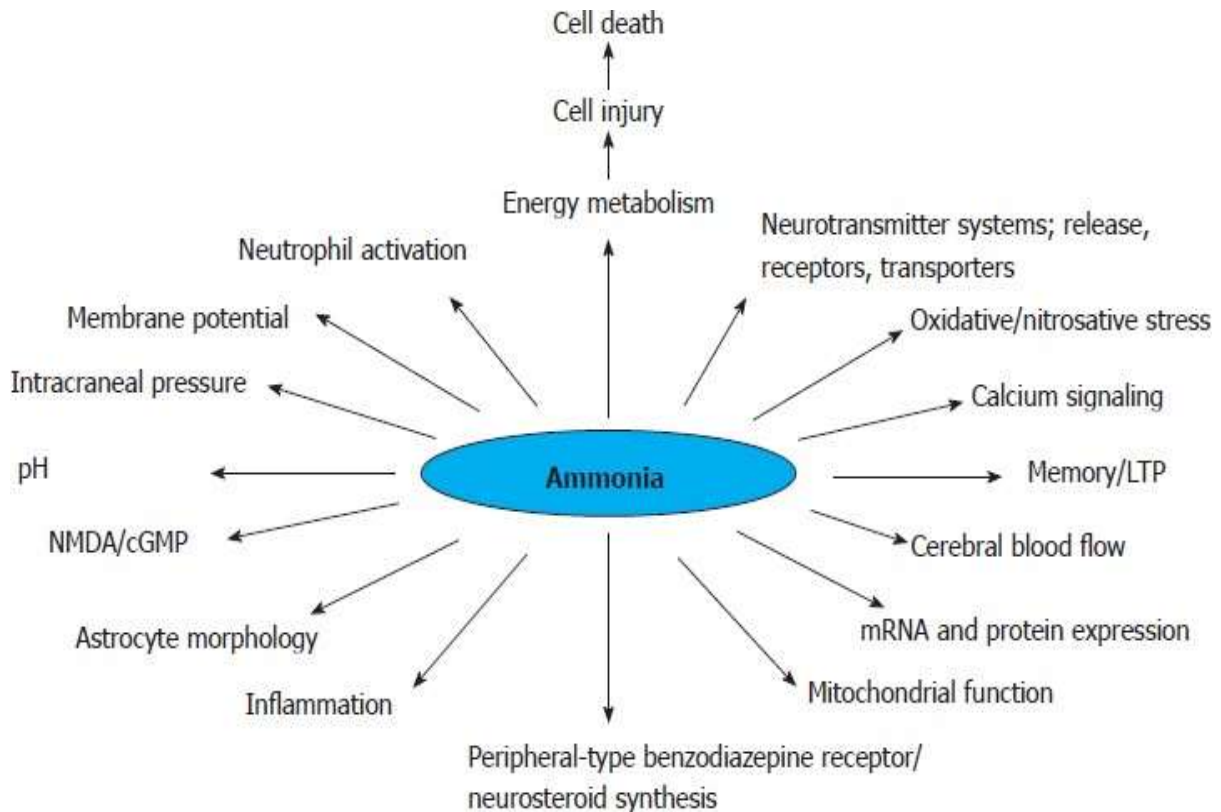 Cell death
Cell injury
Energy metabolism
Neurotransmitter systems; release,
receptors, transporters
Neutrophil activation
Membrane potential
Oxidative/nitrosative stress
Intracraneal pressure
Calcium signaling
pH
Ammonia
Memory/LTP
NMDA/cGMP
Cerebral blood flow
Astrocyte morphology
mRNA and protein expression
Inflammation
Mitochondrial function
Peripheral-type benzodiazepine receptor/
neurosteroid synthesis